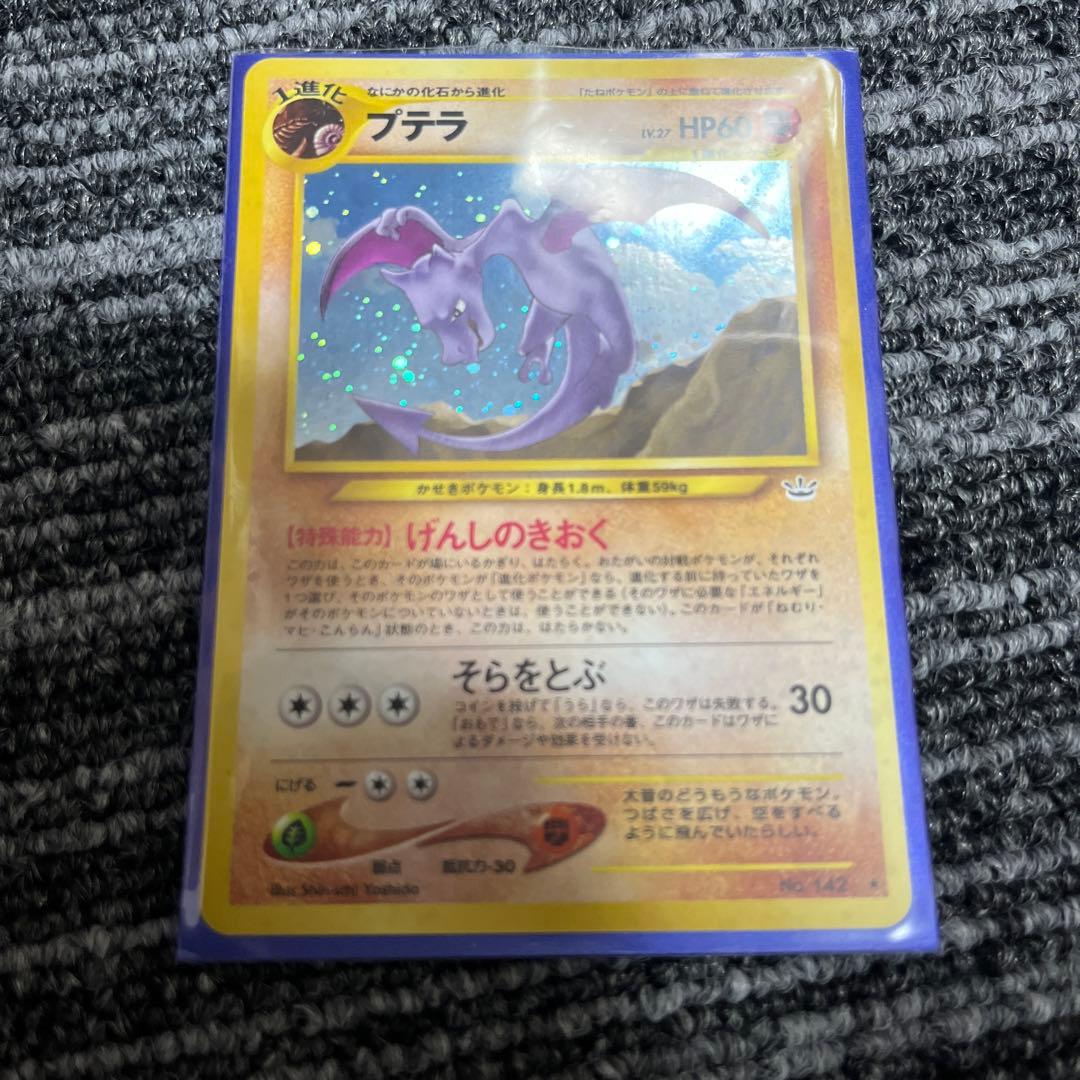 1進化
なにかの化石から進化
「たねポケモン」の上に重ねて進化させます
プテラ
LV.27 HP60
かせきポケモン：身長1.8m、体重59kg
【特殊能力】げんしのきおく
この力は、このカードが場にいるかぎり、はたらく。おたがいの対戦ポケモンが、それぞれ
ワザを使うとき、そのポケモンが「進化ポケモン」なら、進化する前に持っていたワザを
1つ選び、そのポケモンのワザとして使うことができる（そのワザに必要な「エネルギー」
がそのポケモンについていないときは、使うことができない）。このカードが「ねむり・
マヒ・こんらん」状態のとき、この力は、はたらかない。
そらをとぶ
コインを投げて「うら」なら、このワザは失敗する。
「おもて」なら、次の相手の番、このカードはワザに
よるダメージや効果を受けない。
30
にげる
弱点
抵抗力-30
太昔のどうもうなポケモン。
つばさを広げ、空をすべる
ように飛んでいたらしい。
Illus. Shin-ichi Yoshida
No. 142 ★